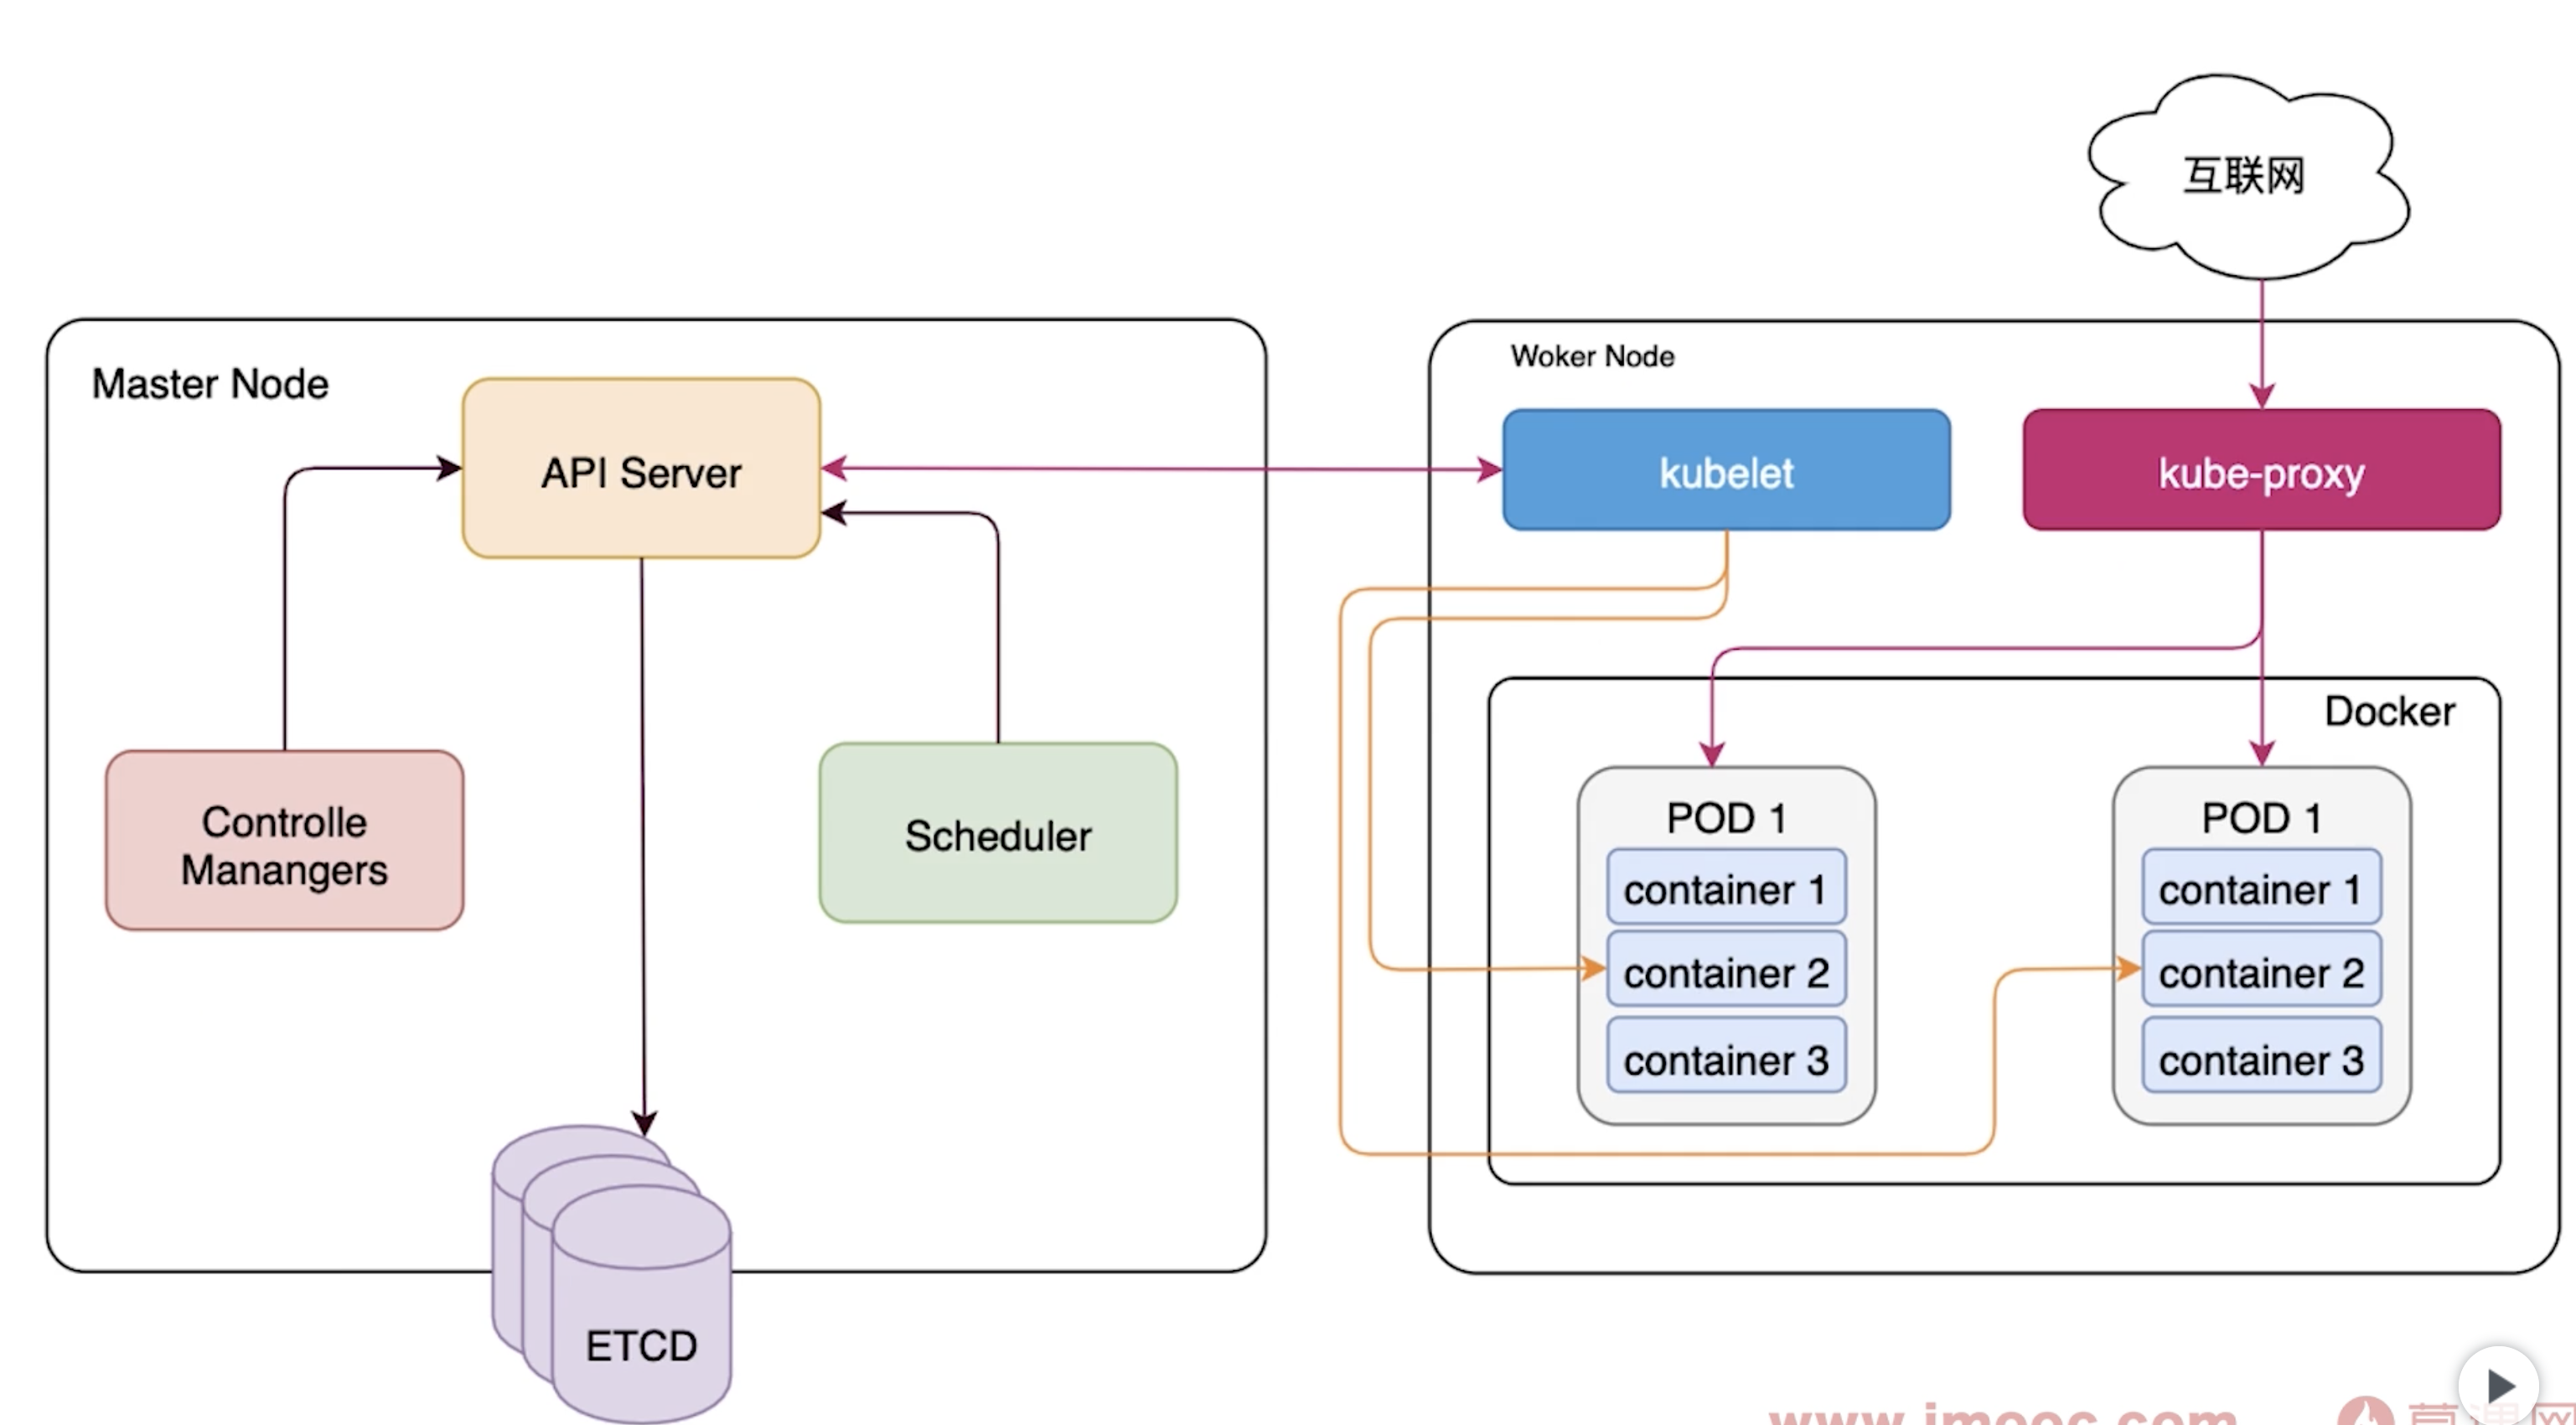 互联网
Master Node
Woker Node
API Server
kubelet
kube-proxy
Docker
Controlle
Manangers
Scheduler
POD 1
container 1
container 2
container 3
POD 1
container 1
container 2
container 3
ETCD
www.imooc.com